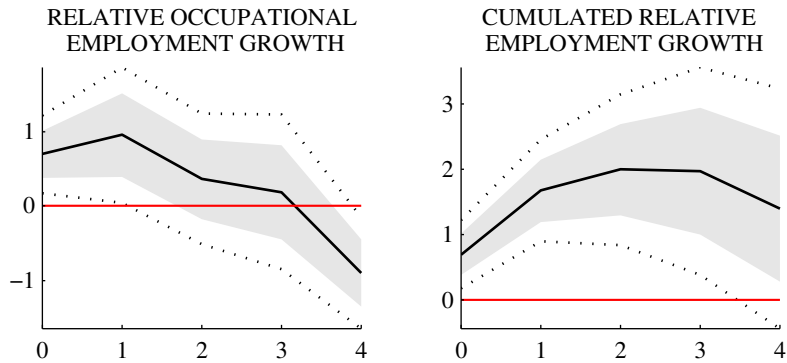 RELATIVE OCCUPATIONAL
EMPLOYMENT GROWTH
1
0
−1
0 1 2 3 4
CUMULATED RELATIVE
EMPLOYMENT GROWTH
3
2
1
0
0 1 2 3 4